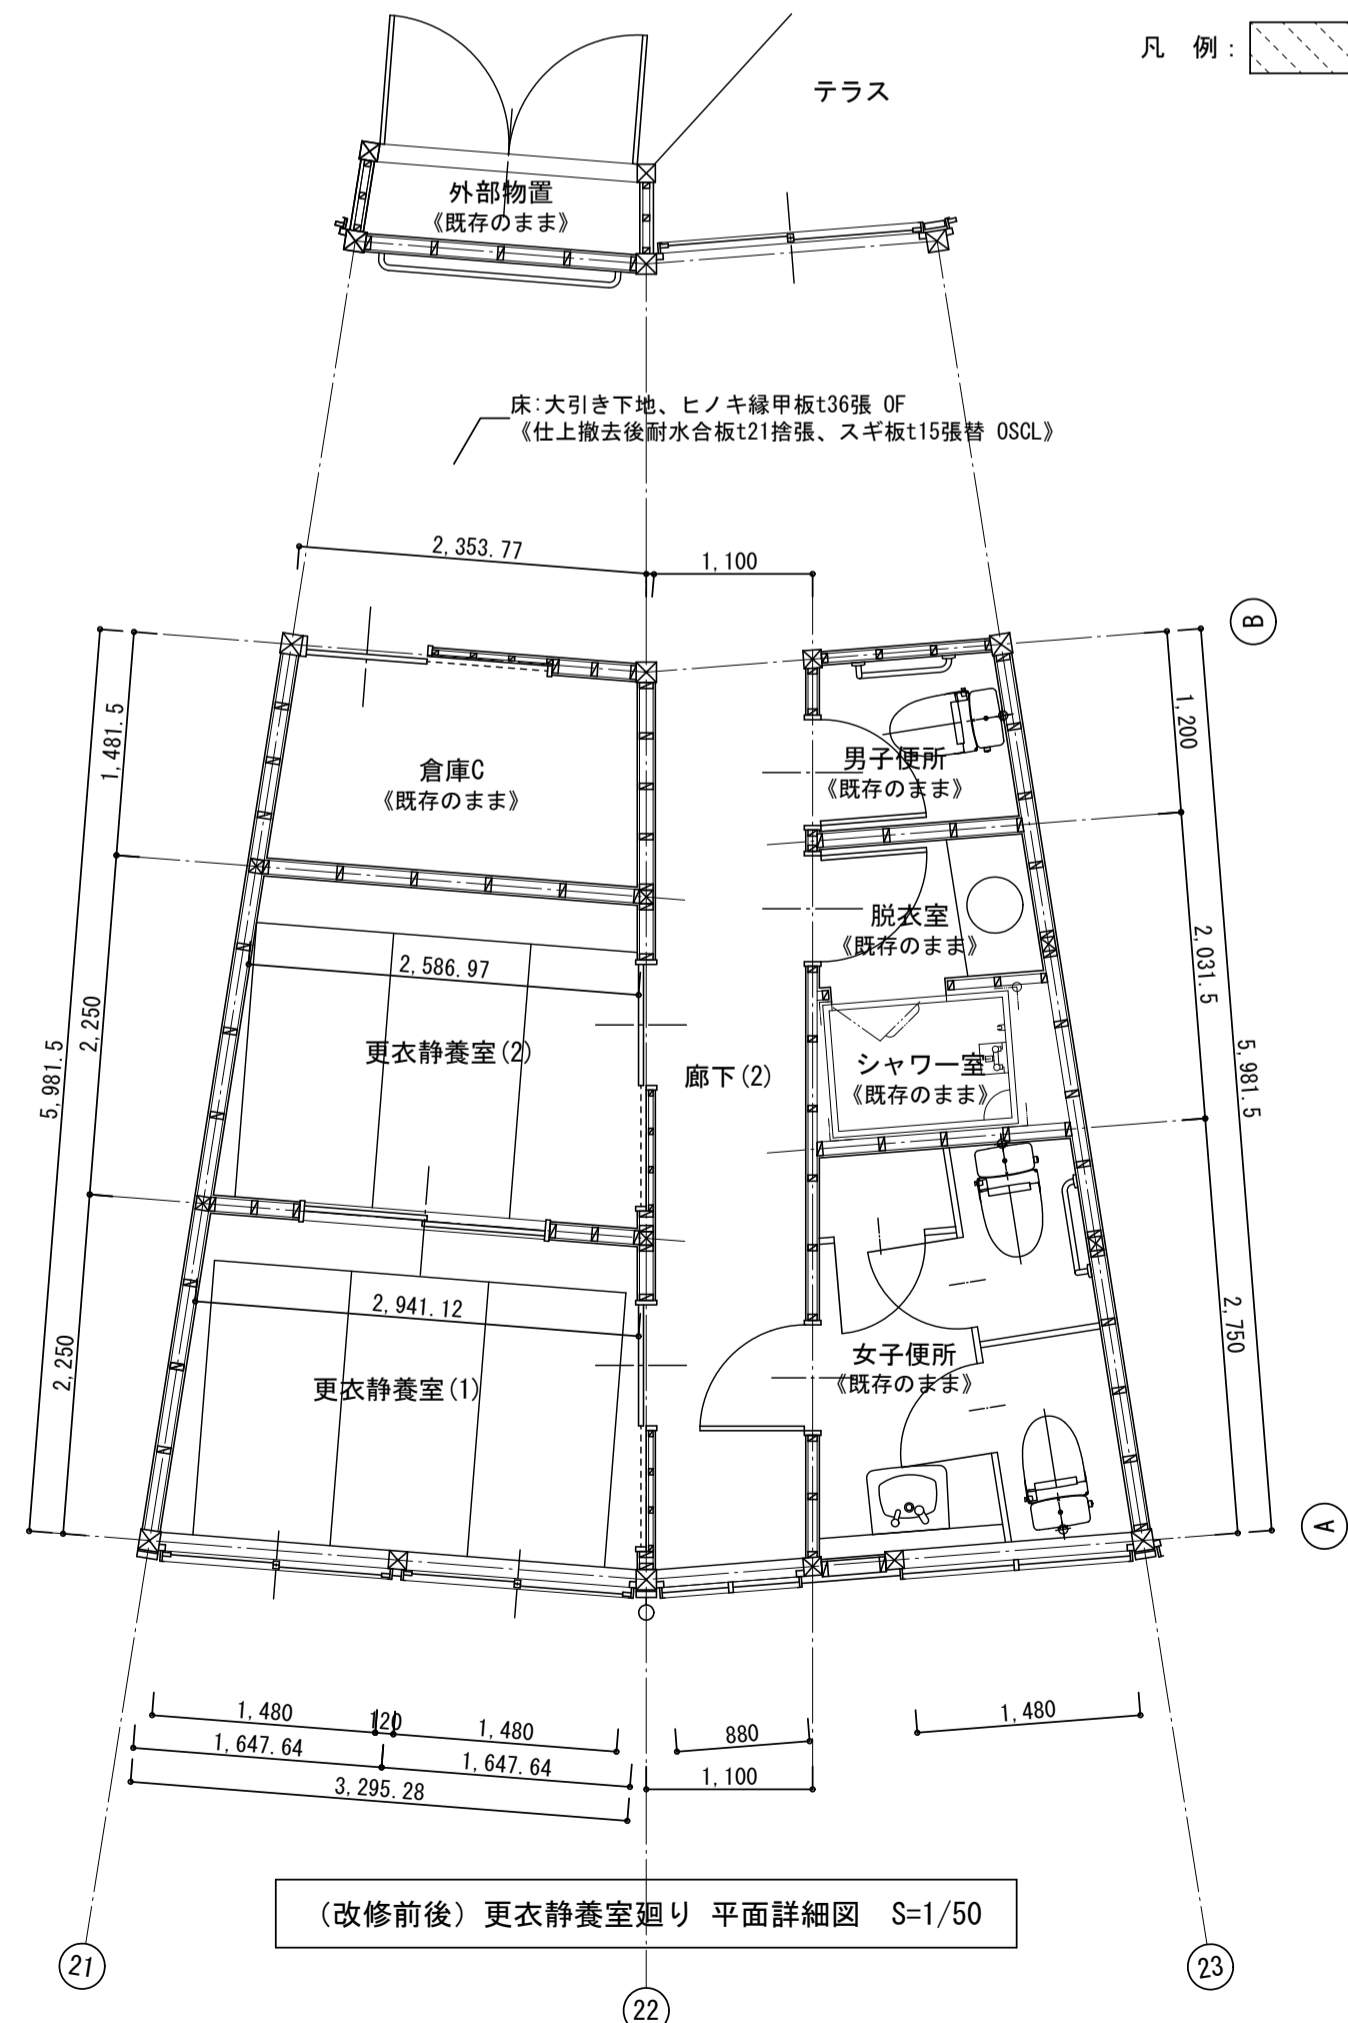 凡 例：
テラス
外部物置
《既存のまま》
床:大引き下地、ヒノキ縁甲板t36張 OF
《仕上撤去後耐水合板t21捨張、スギ板t15張替 OSCL》
2,353.77
1,100
B
1,481.5
1,200
倉庫C
《既存のまま》
男子便所
《既存のまま》
脱衣室
《既存のまま》
2,586.97
2,031.5
2,250
5,981.5
更衣静養室(2)
廊下(2)
シャワー室
《既存のまま》
5,981.5
2,941.12
2,250
2,750
更衣静養室(1)
女子便所
《既存のまま》
A
1,480
120
1,480
880
1,480
1,647.64
1,647.64
1,100
3,295.28
（改修前後）更衣静養室廻り 平面詳細図 S=1/50
21
22
23